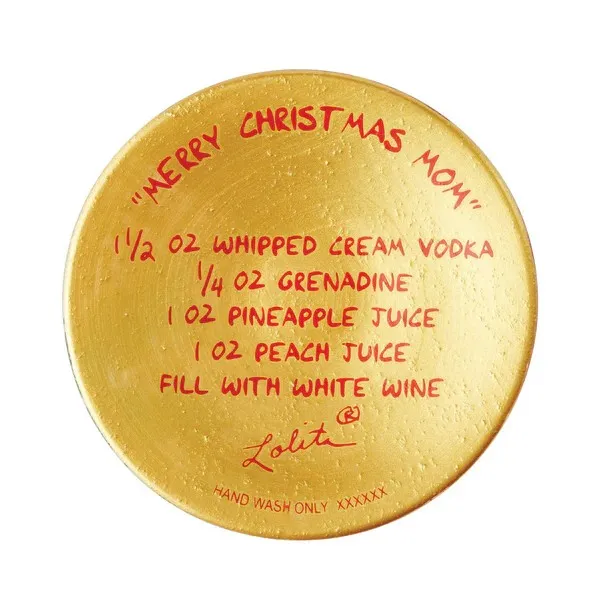 "MERRY CHRISTMAS MOM"
1 1/2 OZ WHIPPED CREAM VODKA
1/4 OZ GRENADINE
1 OZ PINEAPPLE JUICE
1 OZ PEACH JUICE
FILL WITH WHITE WINE
Lolita ®
HAND WASH ONLY XXXXXX